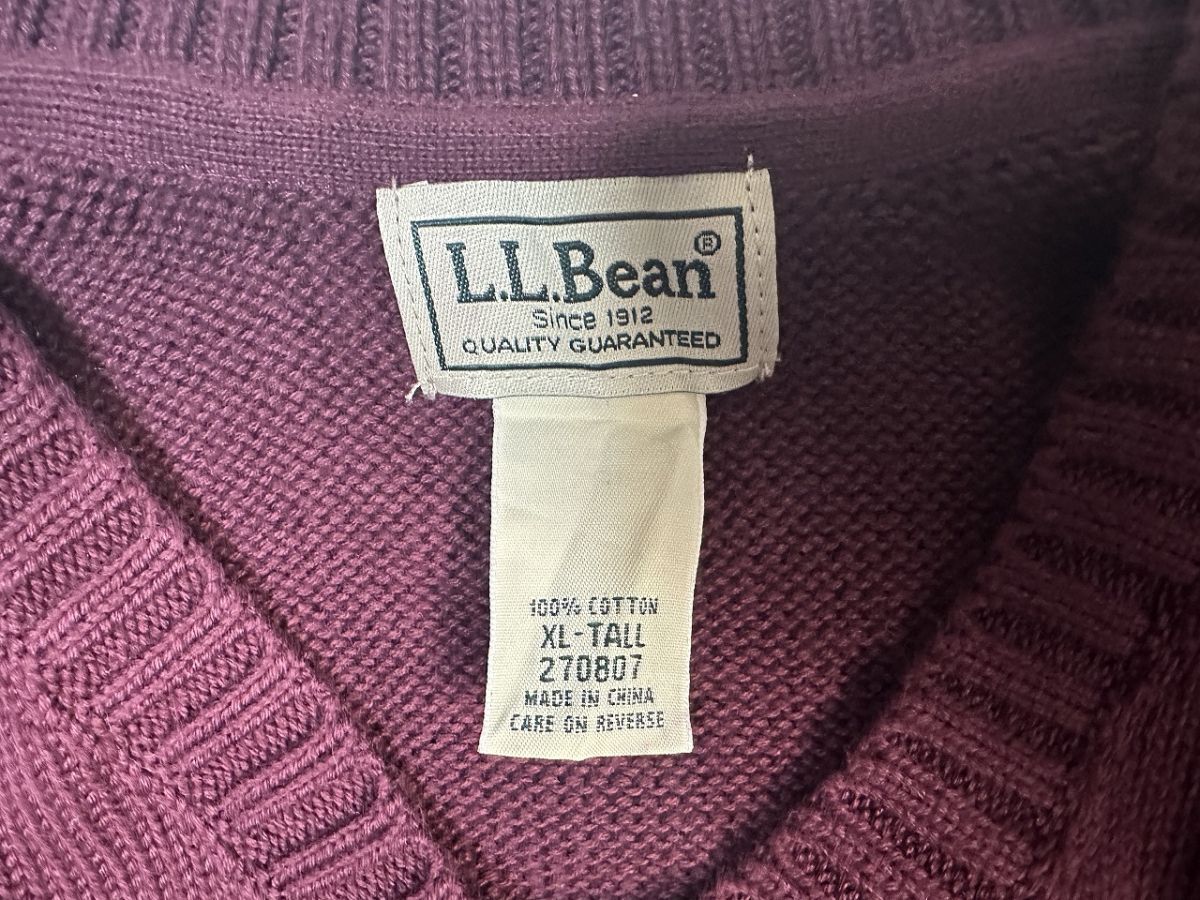 L.L.Bean®
Since 1912
QUALITY GUARANTEED
100% COTTON
XL-TALL
270807
MADE IN CHINA
CARE ON REVERSE